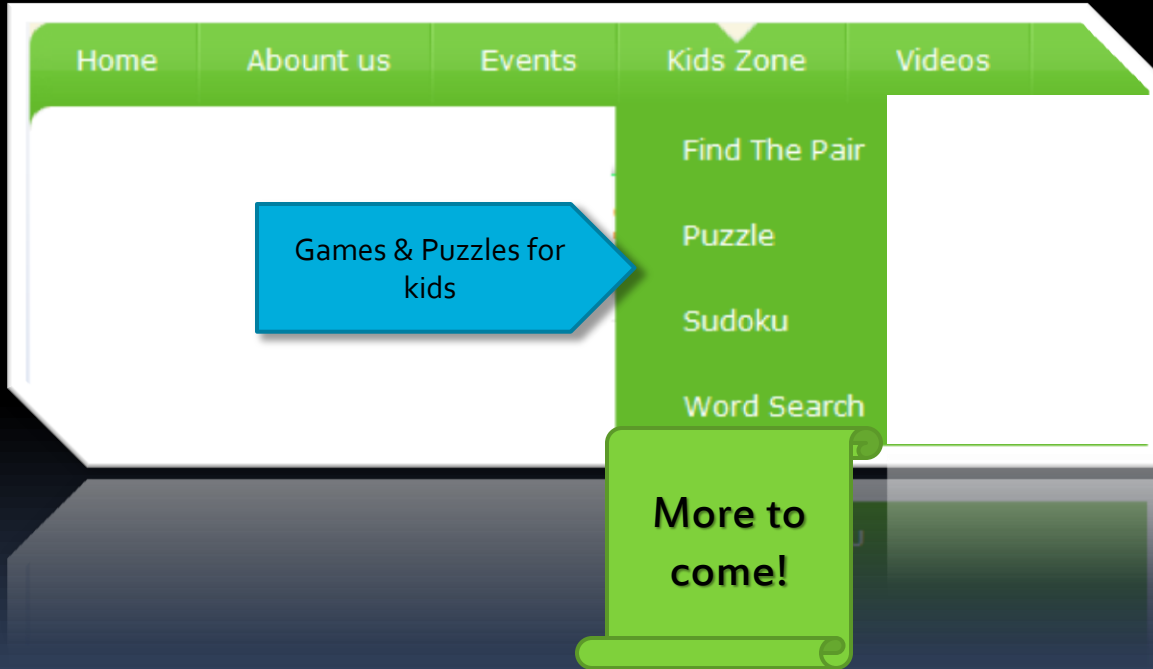 Home Abount us Events Kids Zone Videos
Find The Pair
Puzzle
Games & Puzzles for
kids
Sudoku
Word Search
More to
come!